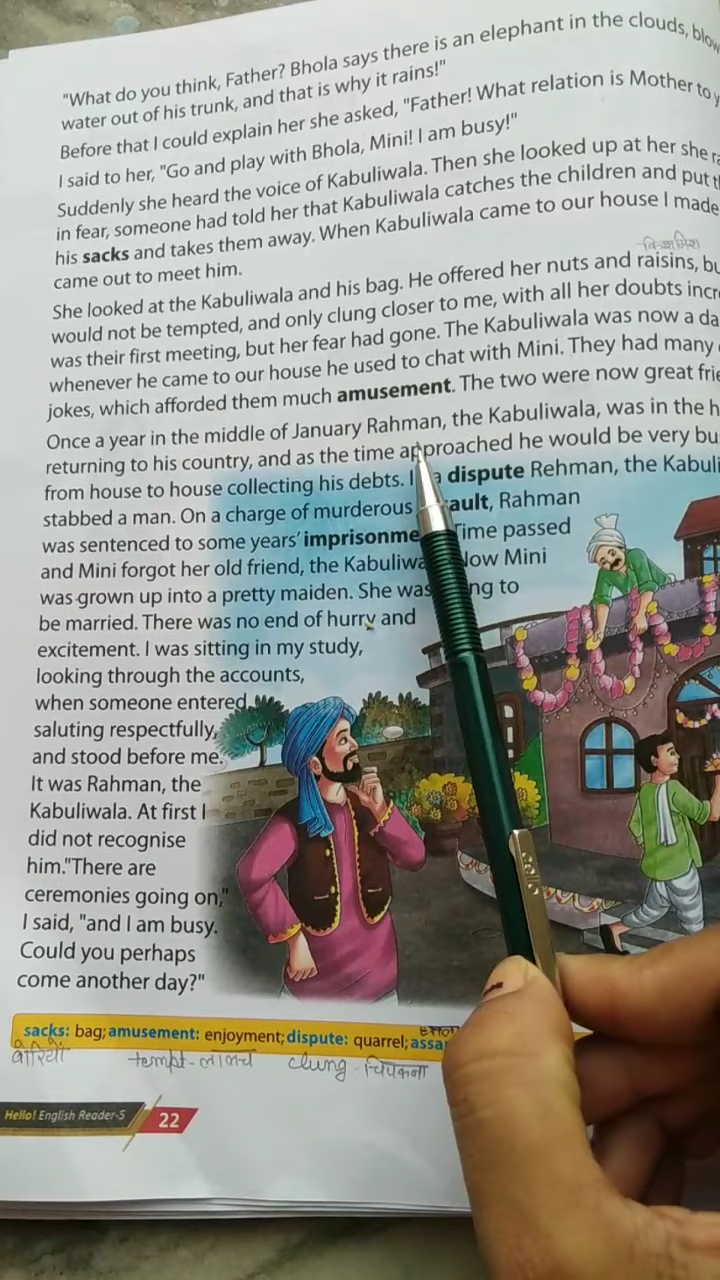 "What do you think, Father? Bhola says there is an elephant in the clouds,
water out of his trunk, and that is why it rains!"
Before that I could explain her she asked, "Father! What relation is Mother to
I said to her, "Go and play with Bhola, Mini! I am busy!"
Suddenly she heard the voice of Kabuliwala. Then she looked up at her she
in fear, someone had told her that Kabuliwala catches the children and put
his sacks and takes them away. When Kabuliwala came to our house I made
came out to meet him.
किशमिश
She looked at the Kabuliwala and his bag. He offered her nuts and raisins,
would not be tempted, and only clung closer to me, with all her doubts
was their first meeting, but her fear had gone. The Kabuliwala was now a
whenever he came to our house he used to chat with Mini. They had many
jokes, which afforded them much amusement. The two were now great
Once a year in the middle of January Rahman, the Kabuliwala, was in the
returning to his country, and as the time approached he would be very
from house to house collecting his debts. dispute Rehman, the
stabbed a man. On a charge of murderous Rahman
was sentenced to some years' Time passed
and Mini forgot her old friend, the Mini
was grown up into a pretty maiden. She to
be married. There was no end of hurry and
excitement. I was sitting in my study,
looking through the accounts,
when someone entered,
saluting respectfully,
and stood before me.
It was Rahman, the
Kabuliwala. At first I
did not recognise
him."There are
ceremonies going on,"
I said, "and I am busy.
Could you perhaps
come another day?"
sacks: bag; amusement: enjoyment; dispute: quarrel;
बोरियाँ tempt-लालच clung-चिपकना
Hello! English Reader-5 22
cello